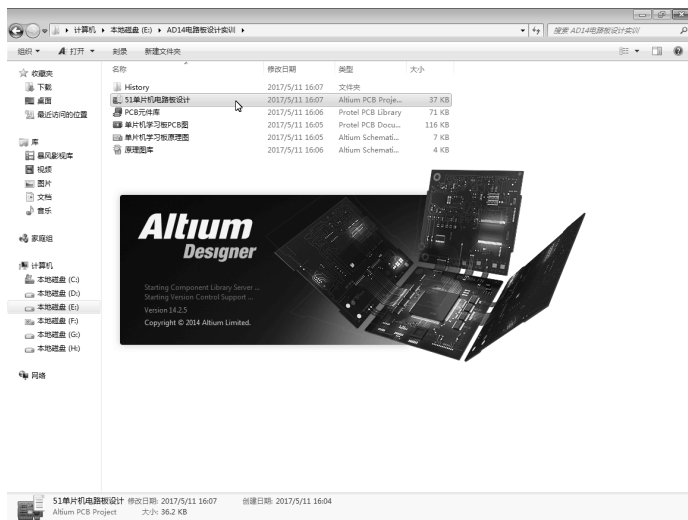 计算机 ▸ 本地磁盘 (E:) ▸ AD14电路板设计实训 ▸
搜索 AD14电路板设计实训
组织 打开 刻录 新建文件夹
名称 修改日期 类型 大小
收藏夹
下载
桌面
最近访问的位置
库
暴风影视库
视频
图片
文档
音乐
家庭组
计算机
本地磁盘 (C:)
本地磁盘 (D:)
本地磁盘 (E:)
本地磁盘 (F:)
本地磁盘 (G:)
本地磁盘 (H:)
网络
History 2017/5/11 16:07 文件夹
51单片机电路板设计 2017/5/11 16:07 Altium PCB Proje... 37 KB
PCB元件库 2017/5/11 16:06 Protel PCB Library 71 KB
单片机学习板PCB图 2017/5/11 16:05 Protel PCB Docu... 116 KB
单片机学习板原理图 2017/5/11 16:05 Altium Schemati... 7 KB
原理图库 2017/5/11 16:06 Altium Schemati... 4 KB
Altium
Designer
Starting Component Library Server ...
Starting Version Control Support ...
Version 14.2.5
Copyright © 2014 Altium Limited.
51单片机电路板设计 修改日期: 2017/5/11 16:07 创建日期: 2017/5/11 16:04
Altium PCB Project 大小: 36.2 KB